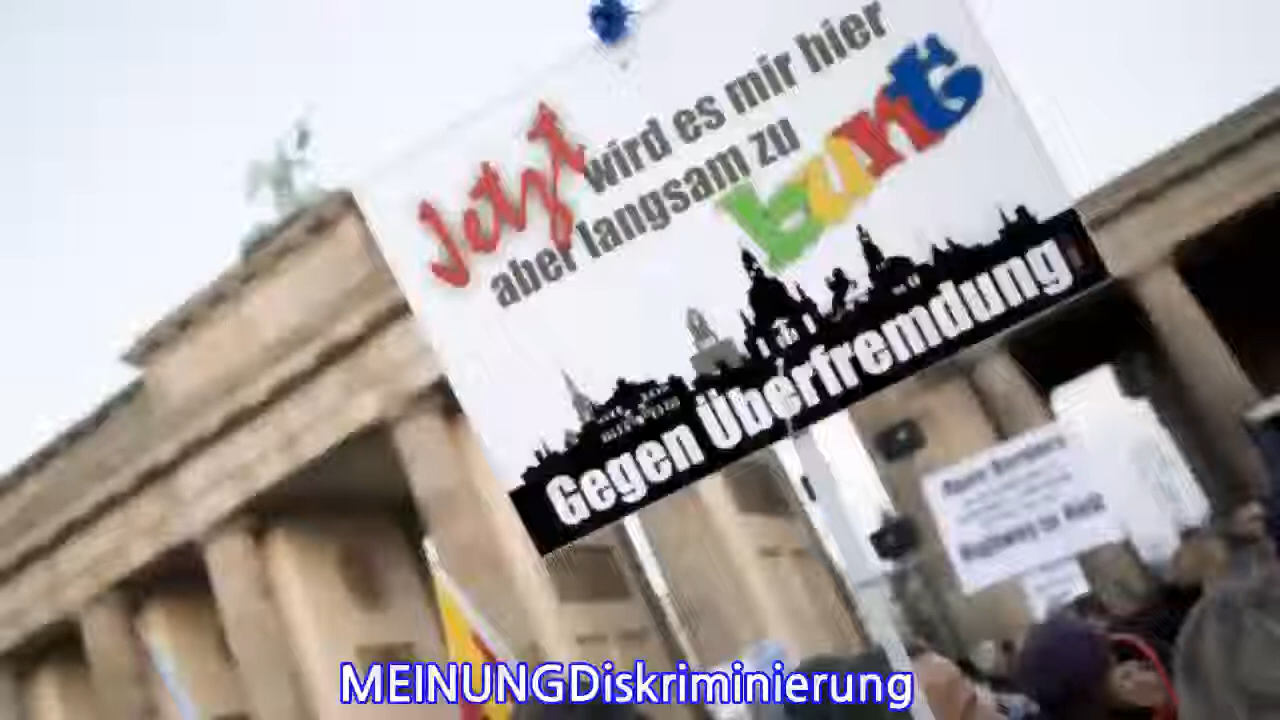 Jetzt wird es mir hier
aber langsam zu bunt
Gegen Überfremdung
MEINUNGDiskriminierung